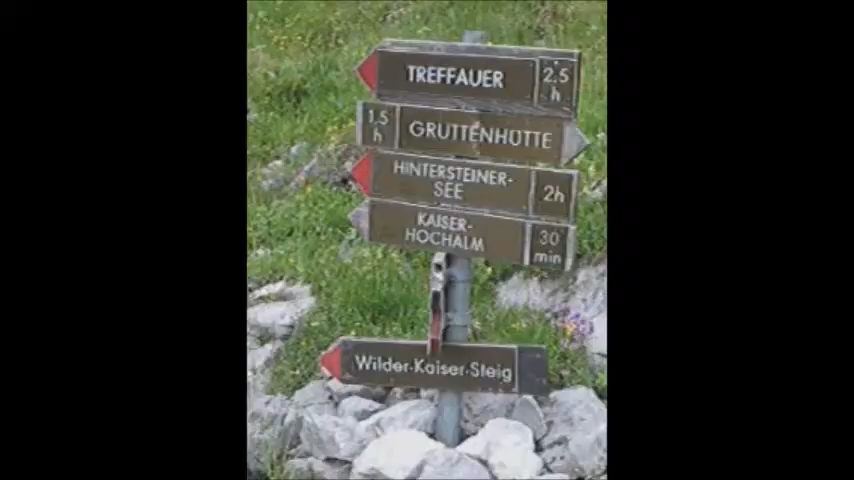 TREFFAUER 2.5 h
1.5 h GRUTTENHÜTTE
HINTERSTEINER-
SEE 2h
KAISER-
HOCHALM 30 min
Wilder-Kaiser-Steig